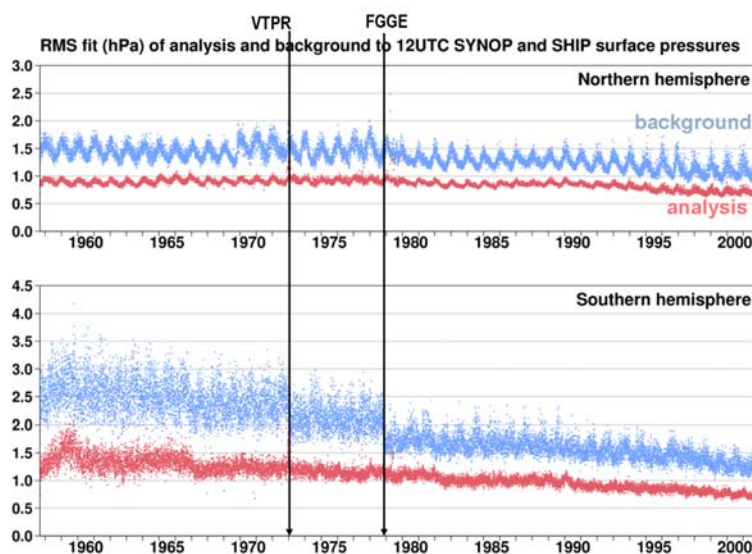 VTPR FGGE
RMS fit (hPa) of analysis and background to 12UTC SYNOP and SHIP surface pressures
3.0
Northern hemisphere
2.5
background
2.0
1.5
1.0
analysis
0.5
0.0
1960 1965 1970 1975 1980 1985 1990 1995 2000
4.5
Southern hemisphere
4.0
3.5
3.0
2.5
2.0
1.5
1.0
0.5
0.0
1960 1965 1970 1975 1980 1985 1990 1995 2000